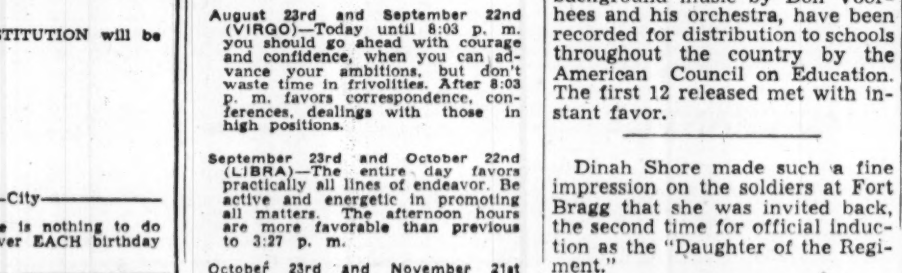 STITUTION will be
City
e is nothing to do
ver EACH birthday
August 23rd and September 22nd
(VIRGO)—Today until 8:03 p. m.
you should go ahead with courage
and confidence, when you can ad-
vance your ambitions, but don't
waste time in frivolities. After 8:03
p. m. favors correspondence, con-
ferences, dealings with those in
high positions.
September 23rd and October 22nd
(LIBRA)—The entire day favors
practically all lines of endeavor. Be
active and energetic in promoting
all matters. The afternoon hours
are more favorable than previous
to 3:27 p. m.
October 23rd and November 21st
background music by Don Voor-
hees and his orchestra, have been
recorded for distribution to schools
throughout the country by the
American Council on Education.
The first 12 released met with in-
stant favor.
Dinah Shore made such a fine
impression on the soldiers at Fort
Bragg that she was invited back,
the second time for official induc-
tion as the "Daughter of the Regi-
ment."